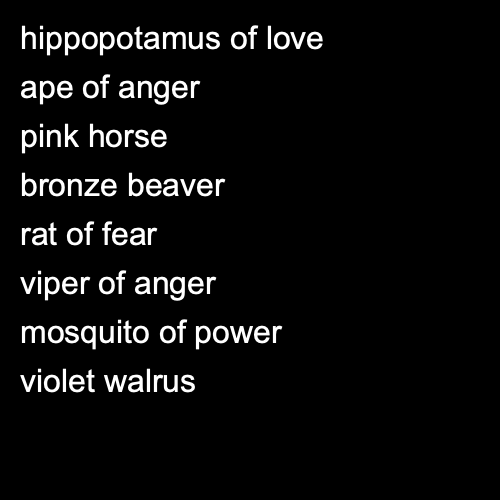 hippopotamus of love
ape of anger
pink horse
bronze beaver
rat of fear
viper of anger
mosquito of power
violet walrus